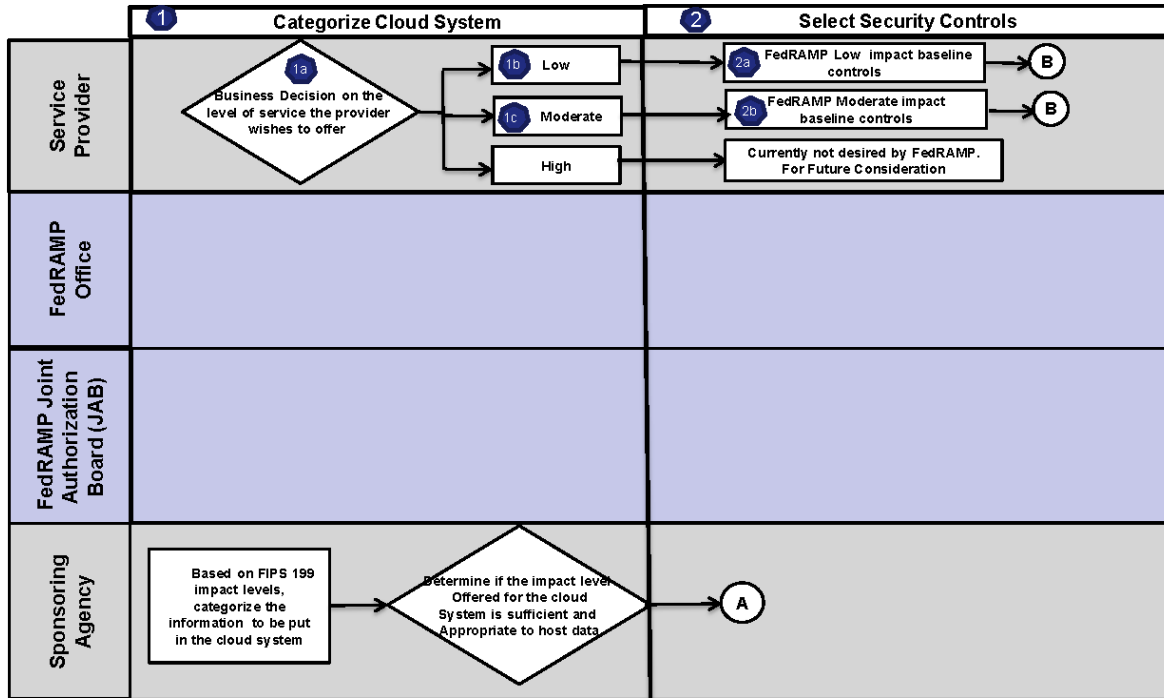 1
Categorize Cloud System
2
Select Security Controls
Service
Provider
1a
Business Decision on the
level of service the provider
wishes to offer
1b
Low
1c
Moderate
High
2a
FedRAMP Low impact baseline
controls
B
2b
FedRAMP Moderate impact
baseline controls
B
Currently not desired by FedRAMP.
For Future Consideration
FedRAMP
Office
FedRAMP Joint
Authorization
Board (JAB)
Sponsoring
Agency
Based on FIPS 199
impact levels,
categorize the
information to be put
in the cloud system
Determine if the impact level
Offered for the cloud
System is sufficient and
Appropriate to host data
A